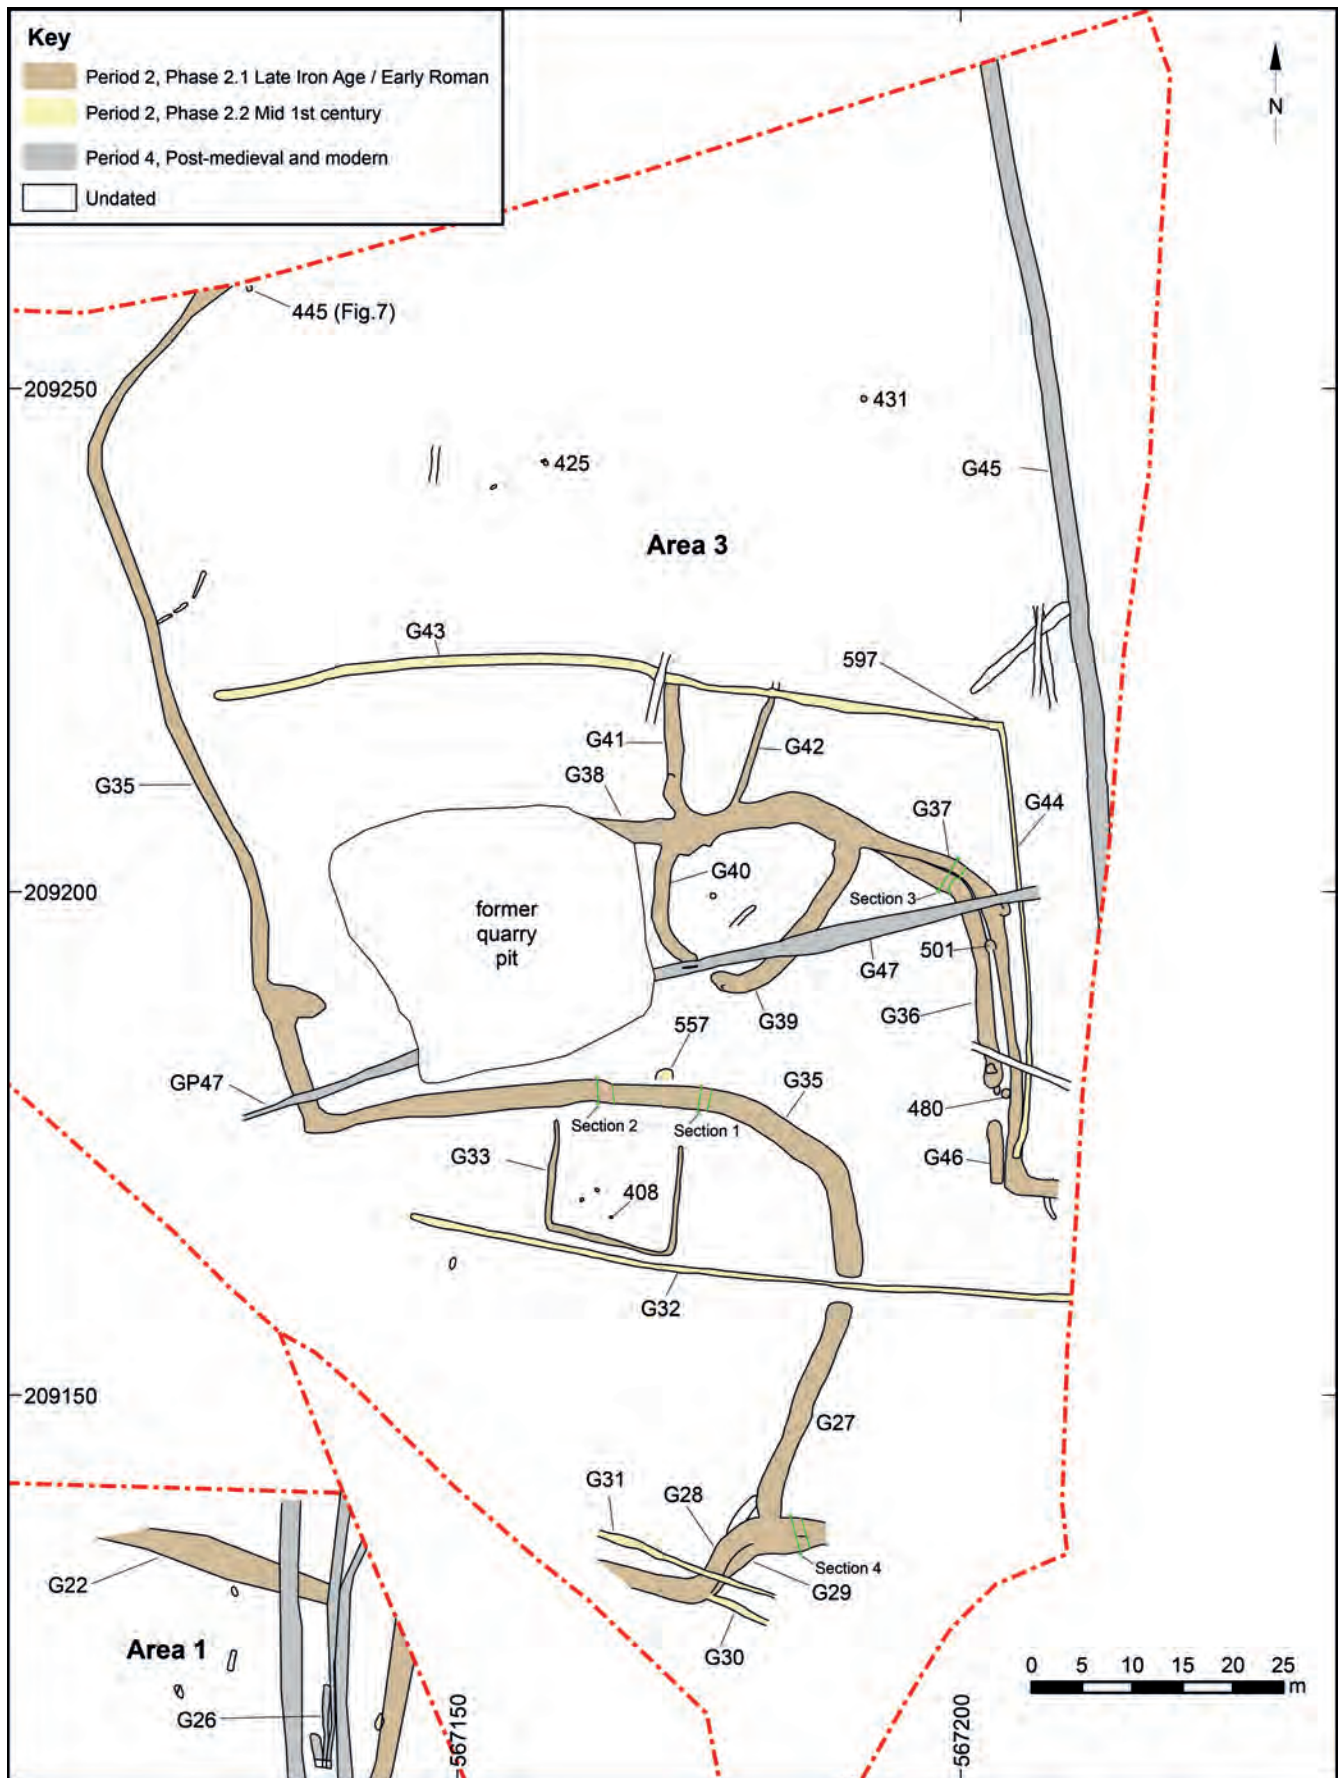 Key
Period 2, Phase 2.1 Late Iron Age / Early Roman
Period 2, Phase 2.2 Mid 1st century
Period 4, Post-medieval and modern
Undated
N
445 (Fig.7)
209250
431
425
G45
Area 3
G43
597
G41
G42
G38
G35
G37
G44
209200
G40
Section 3
former
quarry
pit
501
G47
G36
G39
557
GP47
G35
480
Section 2
Section 1
G33
G46
408
G32
209150
G27
G31
G28
Section 4
G22
G29
Area 1
G30
0 5 10 15 20 25
m
G26
567150
567200